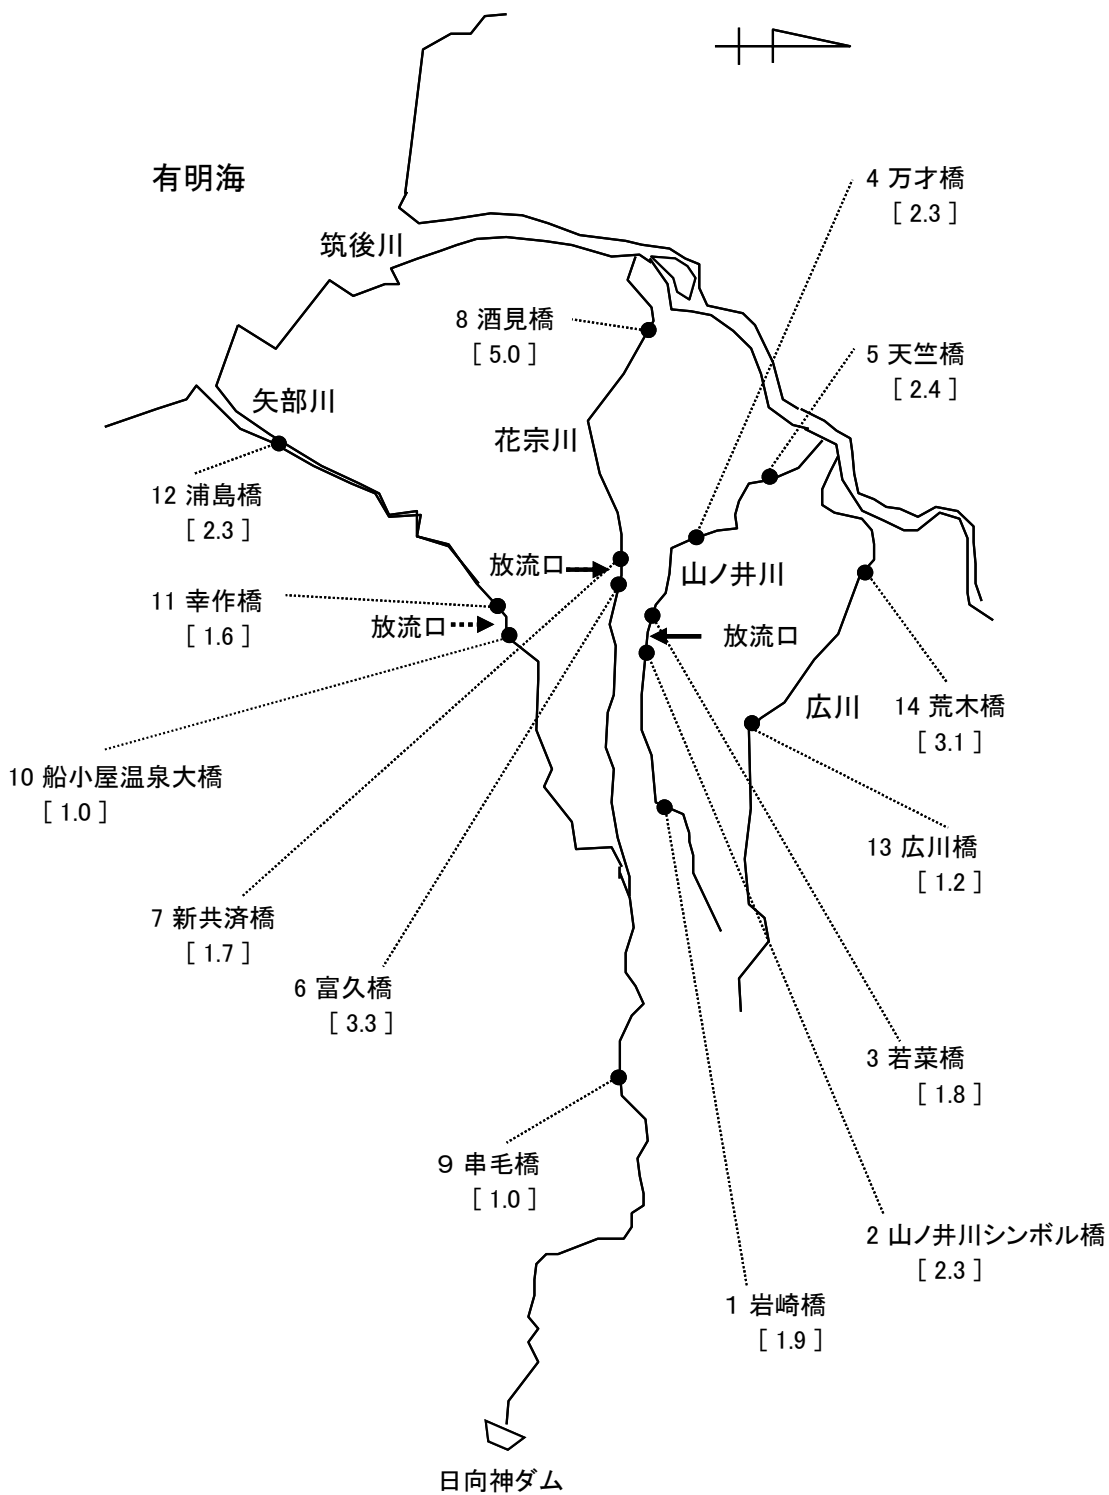 有明海
4 万才橋
[ 2.3 ]
筑後川
8 酒見橋
[ 5.0 ]
5 天竺橋
[ 2.4 ]
矢部川
花宗川
12 浦島橋
[ 2.3 ]
放流口
山ノ井川
11 幸作橋
[ 1.6 ]
放流口
放流口
広川
14 荒木橋
[ 3.1 ]
10 船小屋温泉大橋
[ 1.0 ]
13 広川橋
[ 1.2 ]
7 新共済橋
[ 1.7 ]
6 富久橋
[ 3.3 ]
3 若菜橋
[ 1.8 ]
9 串毛橋
[ 1.0 ]
2 山ノ井川シンボル橋
[ 2.3 ]
1 岩崎橋
[ 1.9 ]
日向神ダム